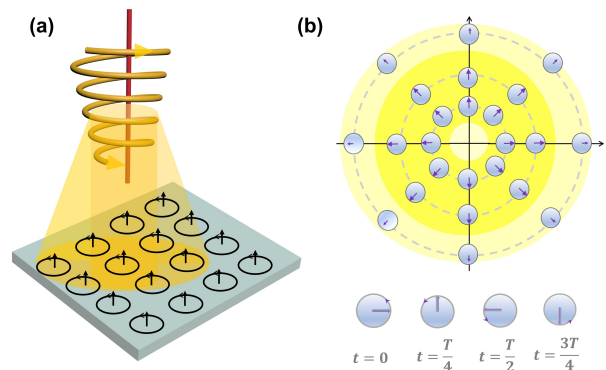 (a)
(b)
t = 0
t = T/4
t = T/2
t = 3T/4